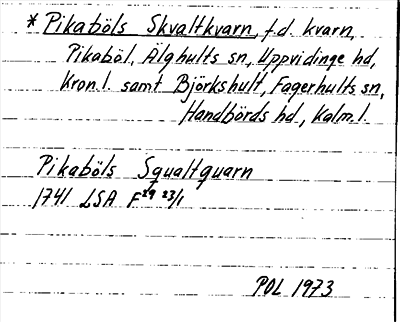 * Pikaböls Skvaltkvarn, f.d. kvarn,
Pikaböl, Älghults sn, Uppvidinge hd,
Kron.l. samt Björkshult, Fagerhults sn,
Handbörds hd, Kalm.l.
Pikaböls Squaltquarn
1741 LSA F29 23/1
POL 1973